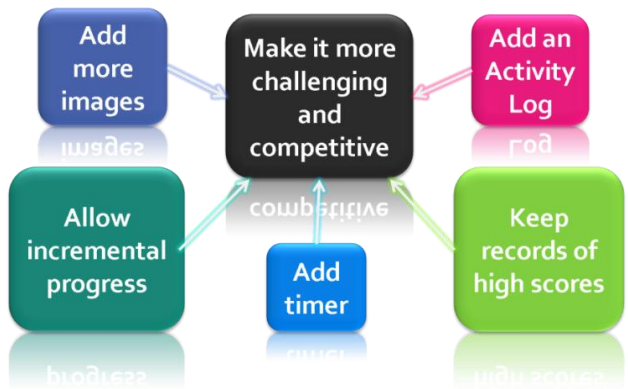 Add
more
images
Make it more
challenging
and
competitive
Add an
Activity
Log
Allow
incremental
progress
Add
timer
Keep
records of
high scores